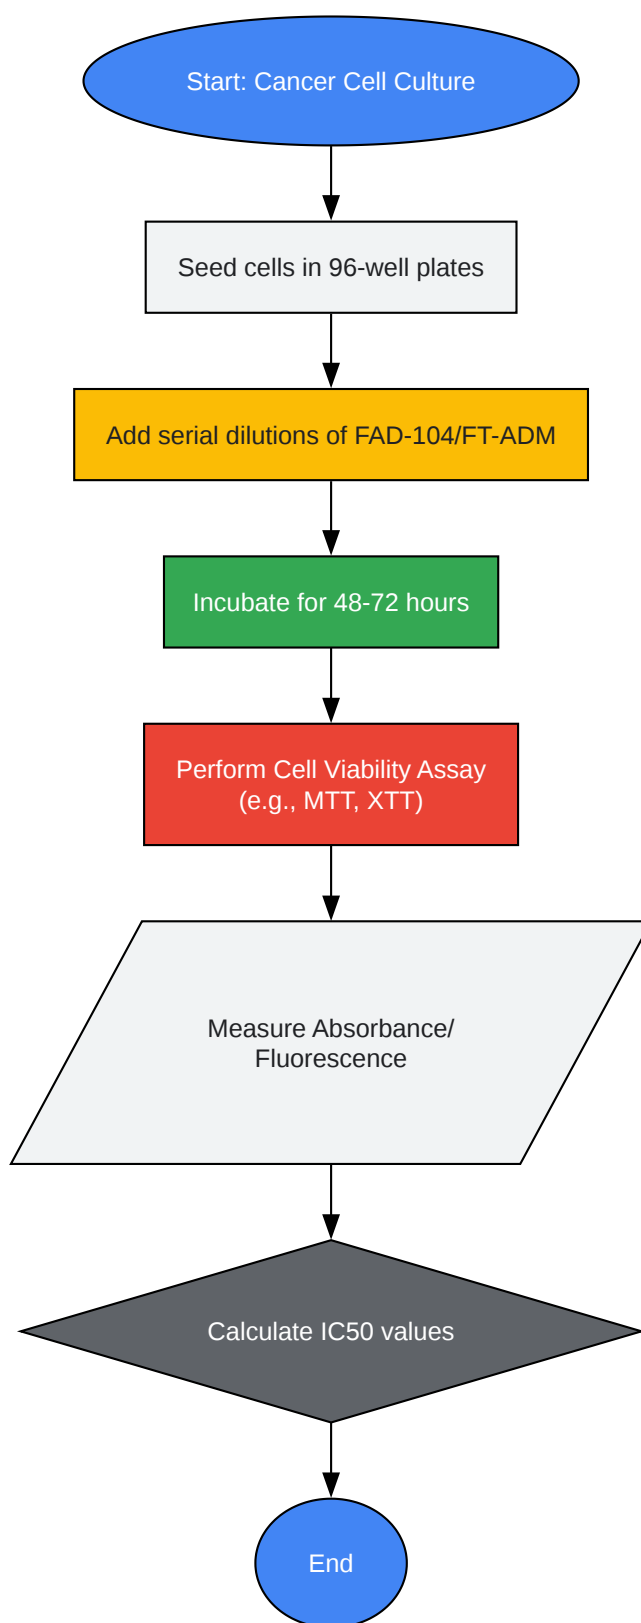 Start: Cancer Cell Culture
Seed cells in 96-well plates
Add serial dilutions of FAD-104/FT-ADM
Incubate for 48-72 hours
Perform Cell Viability Assay
(e.g., MTT, XTT)
Measure Absorbance/
Fluorescence
Calculate IC50 values
End